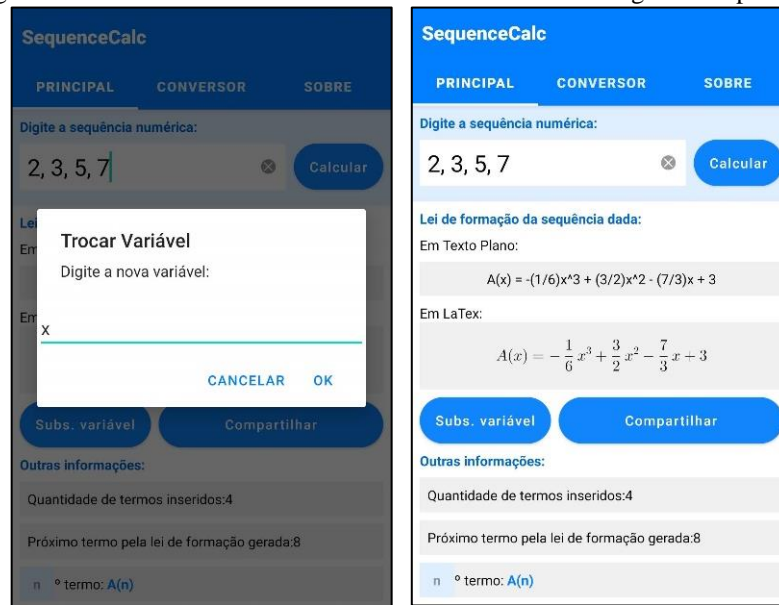 SequenceCalc
PRINCIPAL CONVERSOR SOBRE
Digite a sequência numérica:
2, 3, 5, 7 Calcular
Trocar Variável
Digite a nova variável:
x
CANCELAR OK
Subs. variável Compartilhar
Outras informações:
Quantidade de termos inseridos:4
Próximo termo pela lei de formação gerada:8
n º termo: A(n)
SequenceCalc
PRINCIPAL CONVERSOR SOBRE
Digite a sequência numérica:
2, 3, 5, 7 Calcular
Lei de formação da sequência dada:
Em Texto Plano:
A(x) = -(1/6)x^3 + (3/2)x^2 - (7/3)x + 3
Em LaTex:
A(x) = − 1/6 x³ + 3/2 x² − 7/3 x + 3
Subs. variável Compartilhar
Outras informações:
Quantidade de termos inseridos:4
Próximo termo pela lei de formação gerada:8
n º termo: A(n)